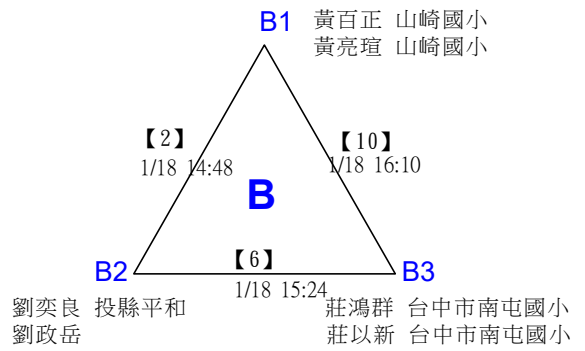 B1 黃百正 山崎國小
黃亮瑄 山崎國小
【2】
1/18 14:48
【10】
1/18 16:10
B
B2
【6】
1/18 15:24
B3
劉奕良 投縣平和
劉政岳
莊鴻群 台中市南屯國小
莊以新 台中市南屯國小